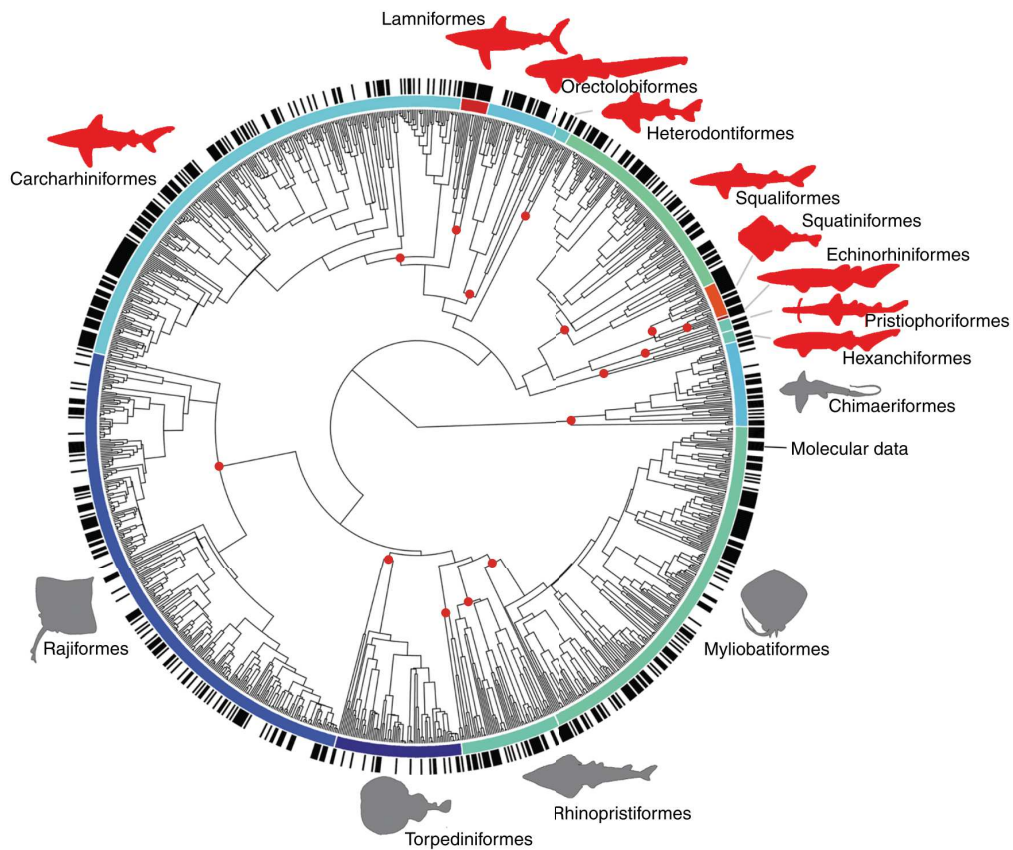 Lamniformes
Orectolobiformes
Heterodontiformes
Carcharhiniformes
Squaliformes
Squatiniformes
Echinorhiniformes
Pristiophoriformes
Hexanchiformes
Chimaeriformes
Molecular data
Rajiformes
Myliobatiformes
Rhinopristiformes
Torpediniformes